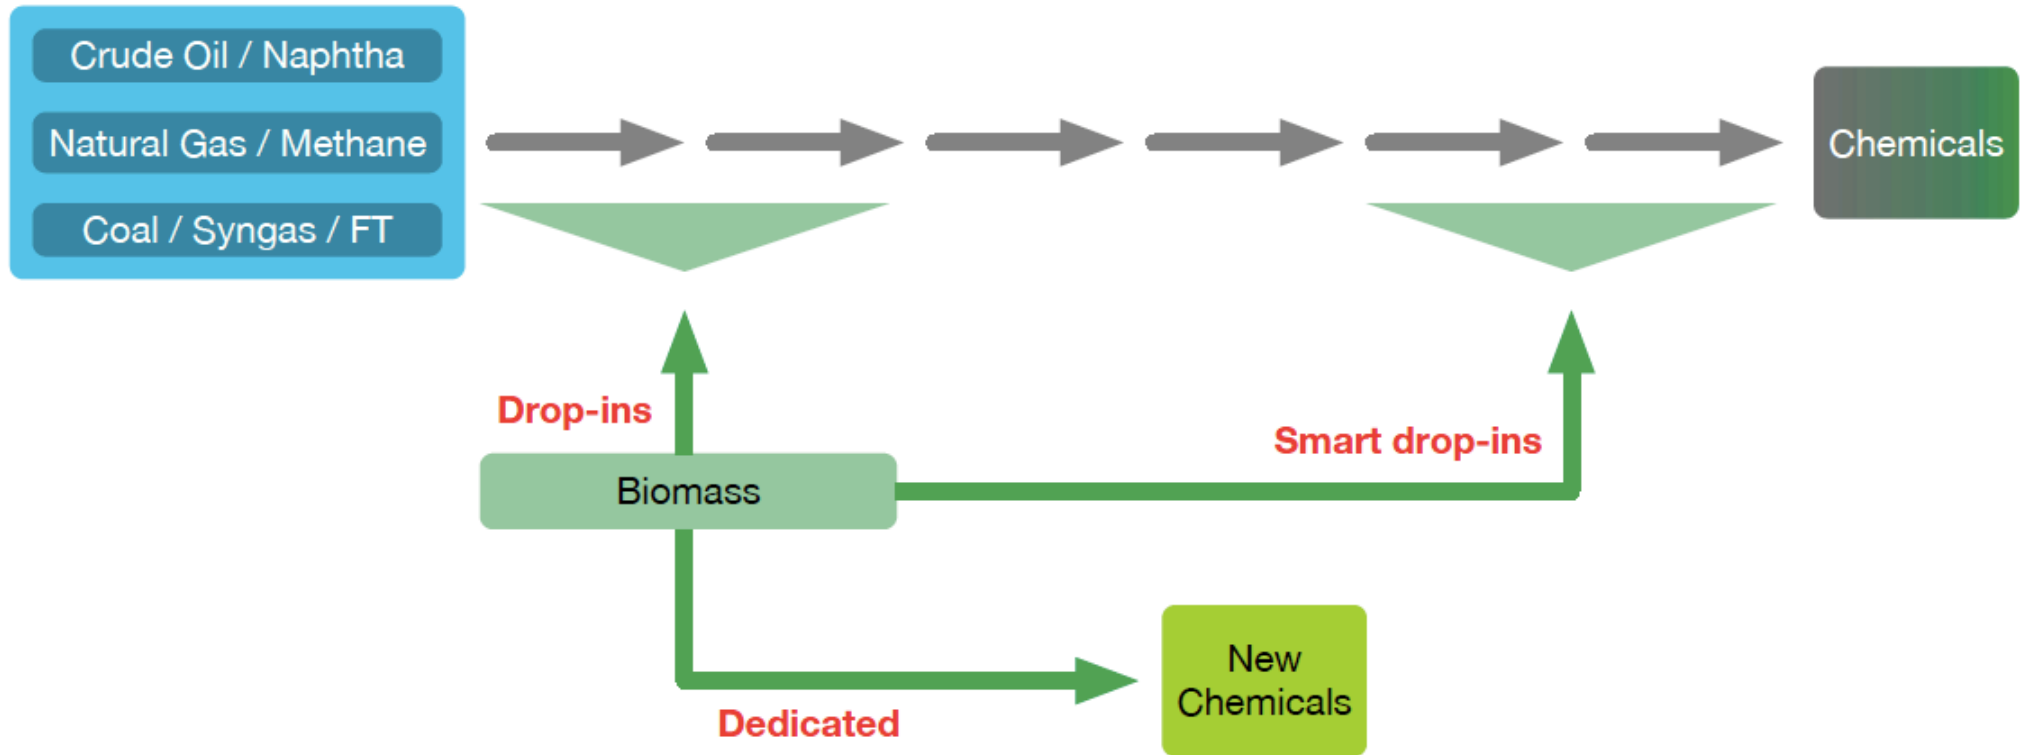 Crude Oil / Naphtha
Natural Gas / Methane
Coal / Syngas / FT
Chemicals
Drop-ins
Smart drop-ins
Biomass
New
Chemicals
Dedicated